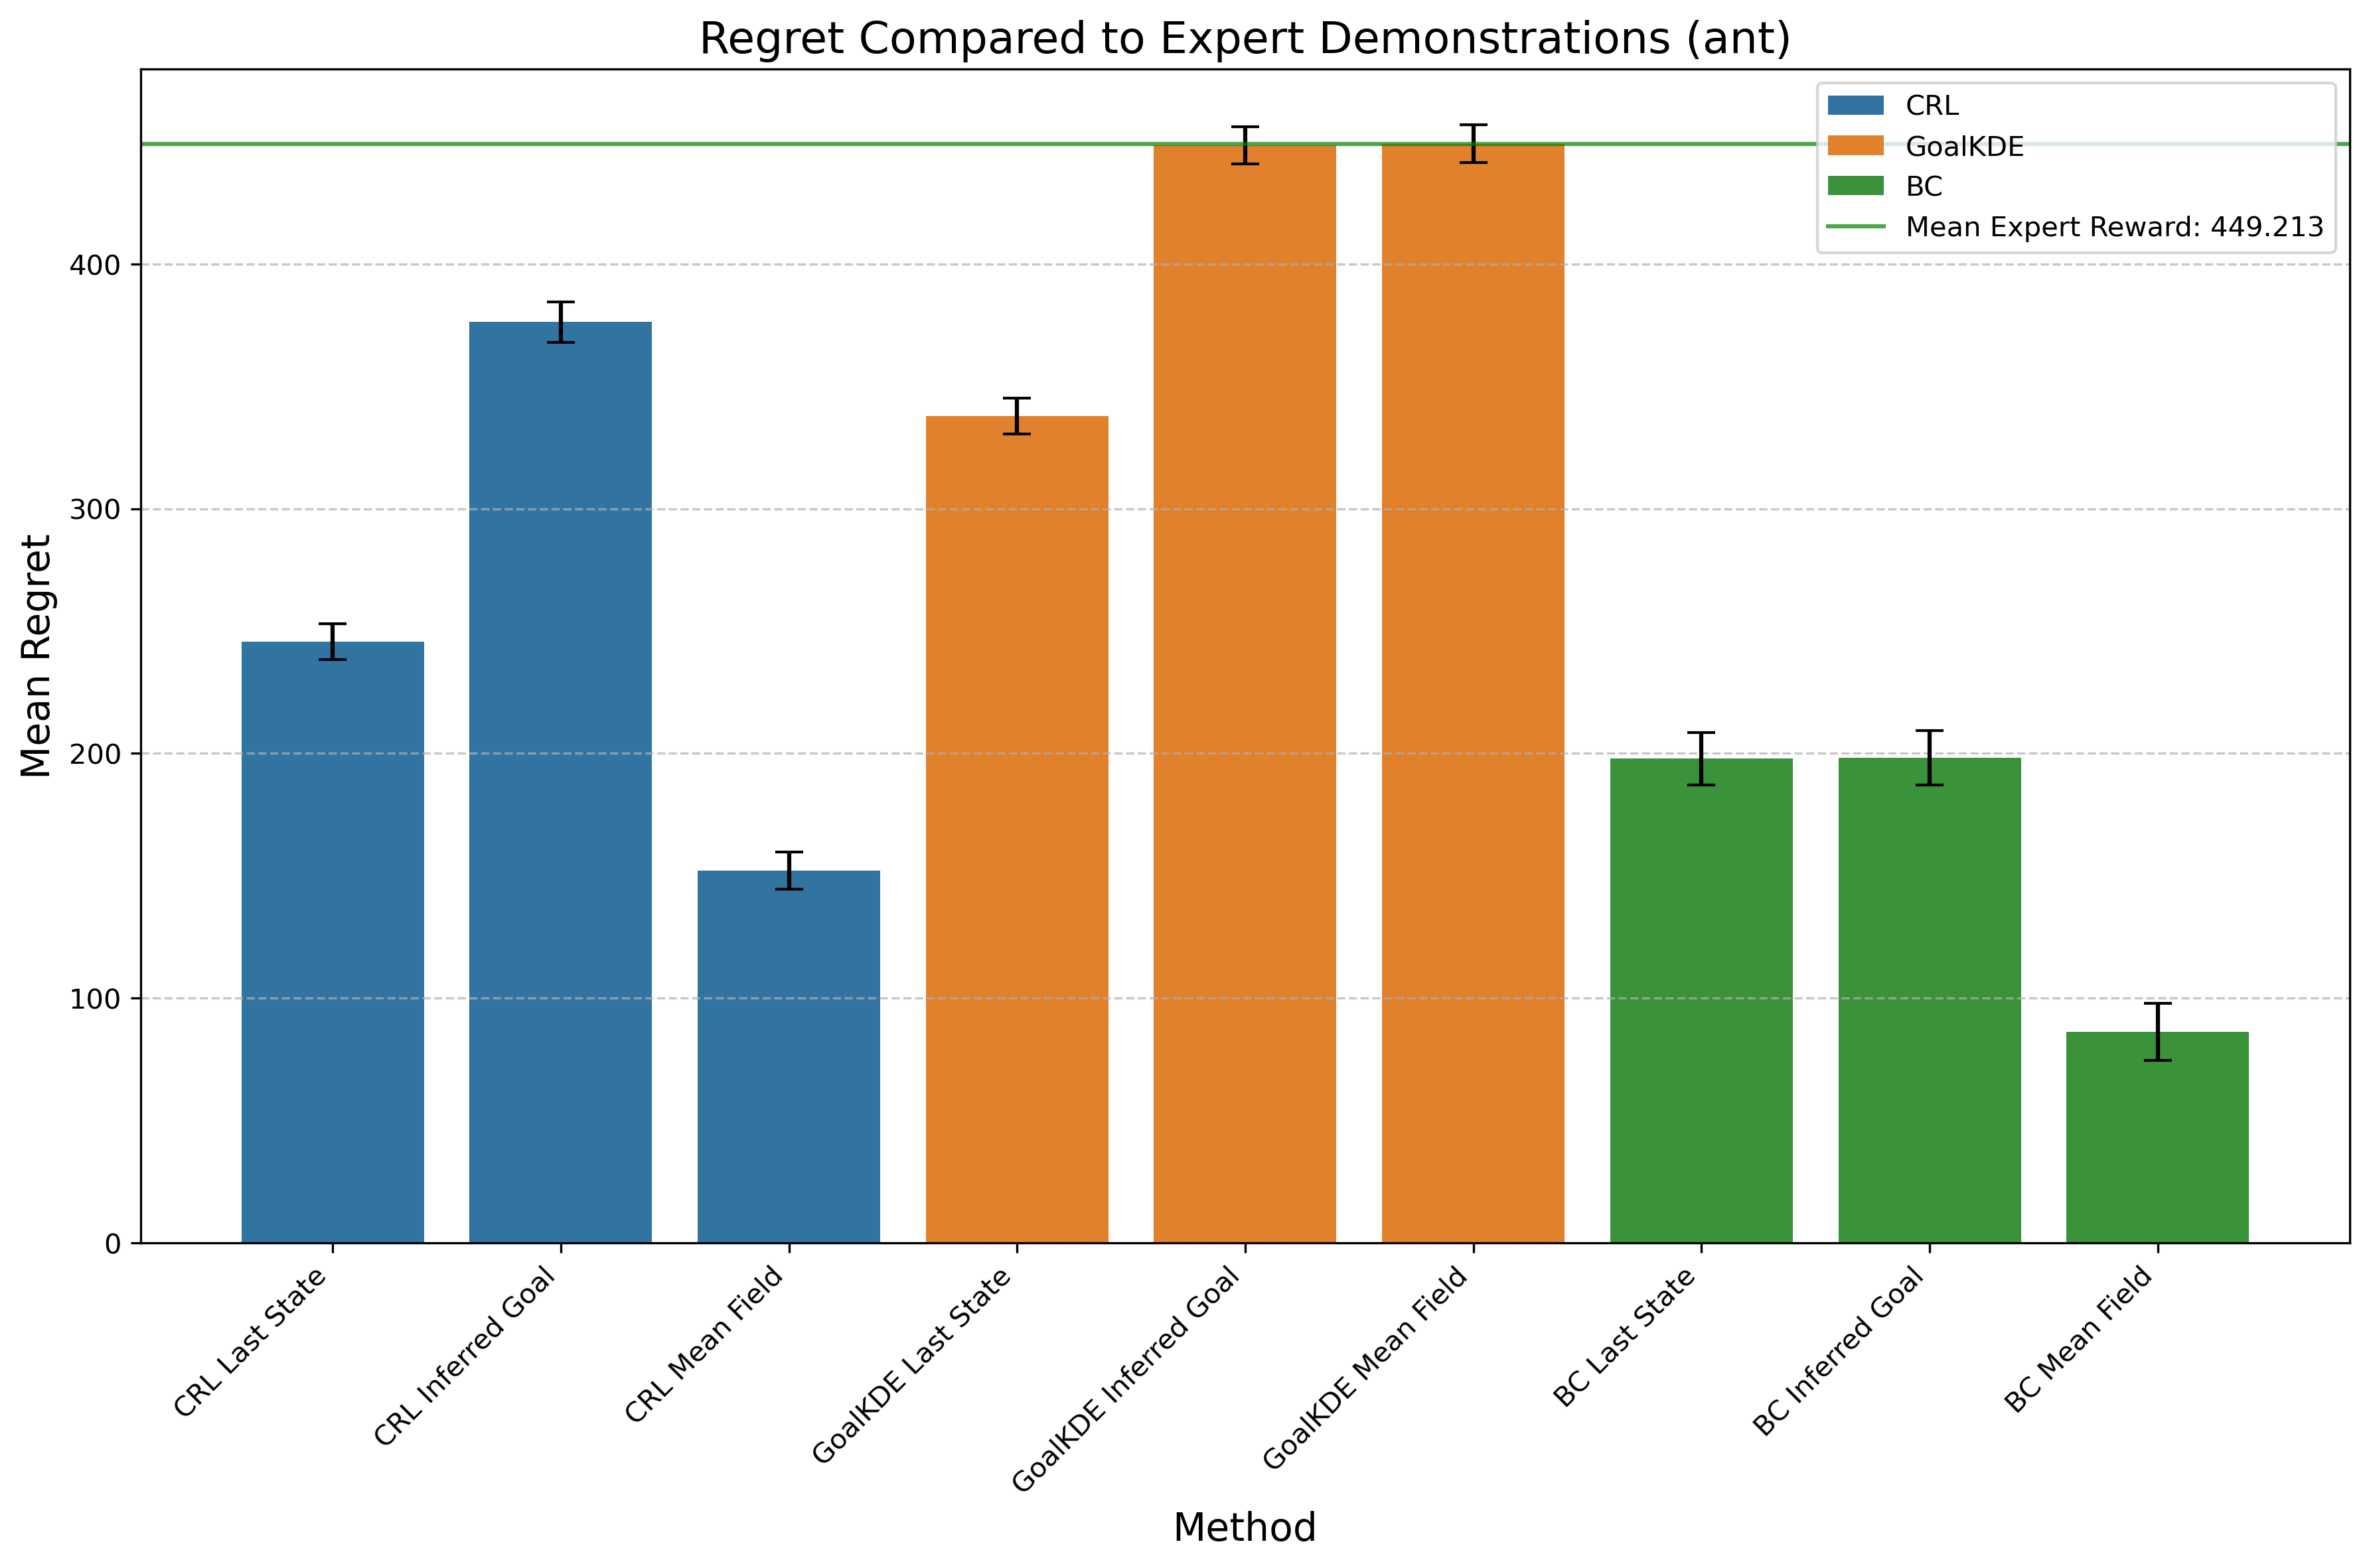 Regret Compared to Expert Demonstrations (ant)
CRL
GoalKDE
BC
Mean Expert Reward: 449.213
Mean Regret
400
300
200
100
0
CRL Last State
CRL Inferred Goal
CRL Mean Field
GoalKDE Last State
GoalKDE Inferred Goal
GoalKDE Mean Field
BC Last State
BC Inferred Goal
BC Mean Field
Method